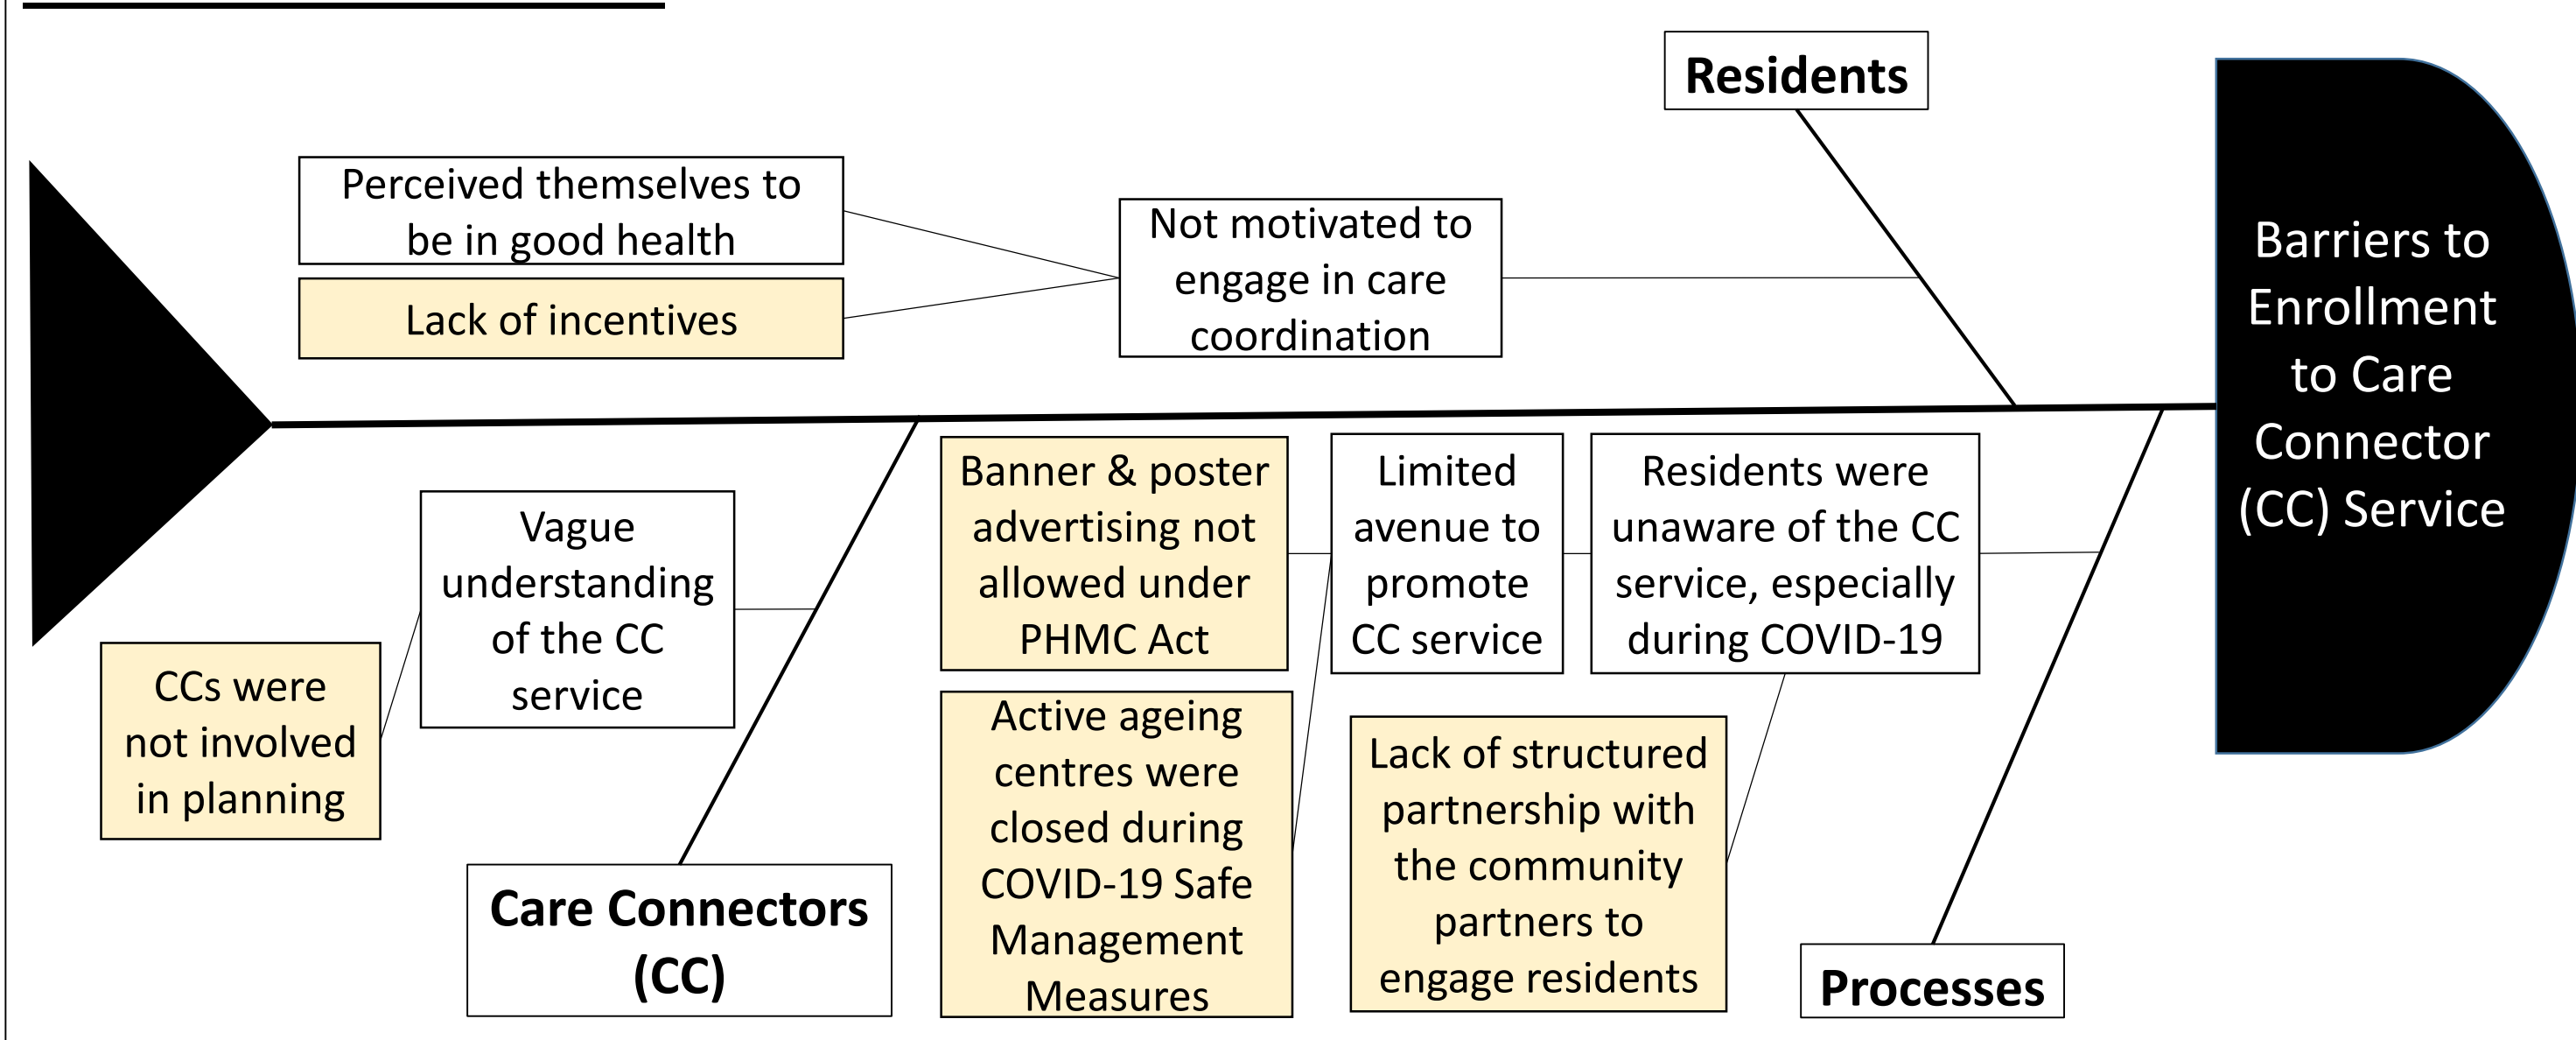 Residents
Perceived themselves to
be in good health
Lack of incentives
Not motivated to
engage in care
coordination
Barriers to
Enrollment
to Care
Connector
(CC) Service
CCs were
not involved
in planning
Vague
understanding
of the CC
service
Care Connectors
(CC)
Banner & poster
advertising not
allowed under
PHMC Act
Active ageing
centres were
closed during
COVID-19 Safe
Management
Measures
Limited
avenue to
promote
CC service
Residents were
unaware of the CC
service, especially
during COVID-19
Lack of structured
partnership with
the community
partners to
engage residents
Processes